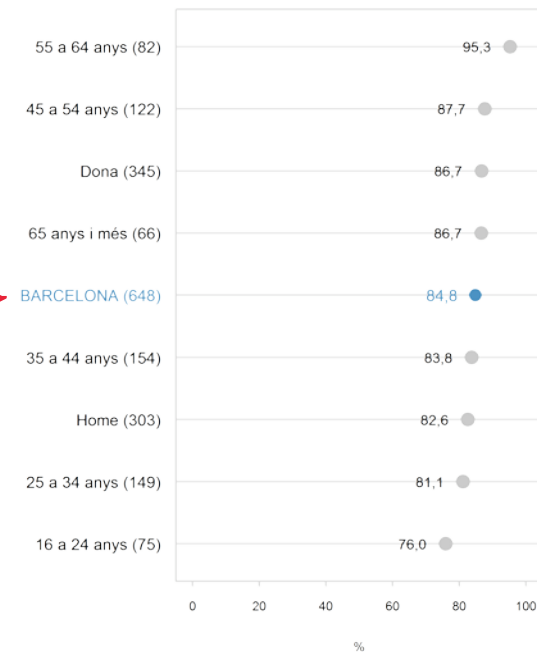 55 a 64 anys (82) 95,3
45 a 54 anys (122) 87,7
Dona (345) 86,7
65 anys i més (66) 86,7
BARCELONA (648) 84,8
35 a 44 anys (154) 83,8
Home (303) 82,6
25 a 34 anys (149) 81,1
16 a 24 anys (75) 76,0
0 20 40 60 80 100
%